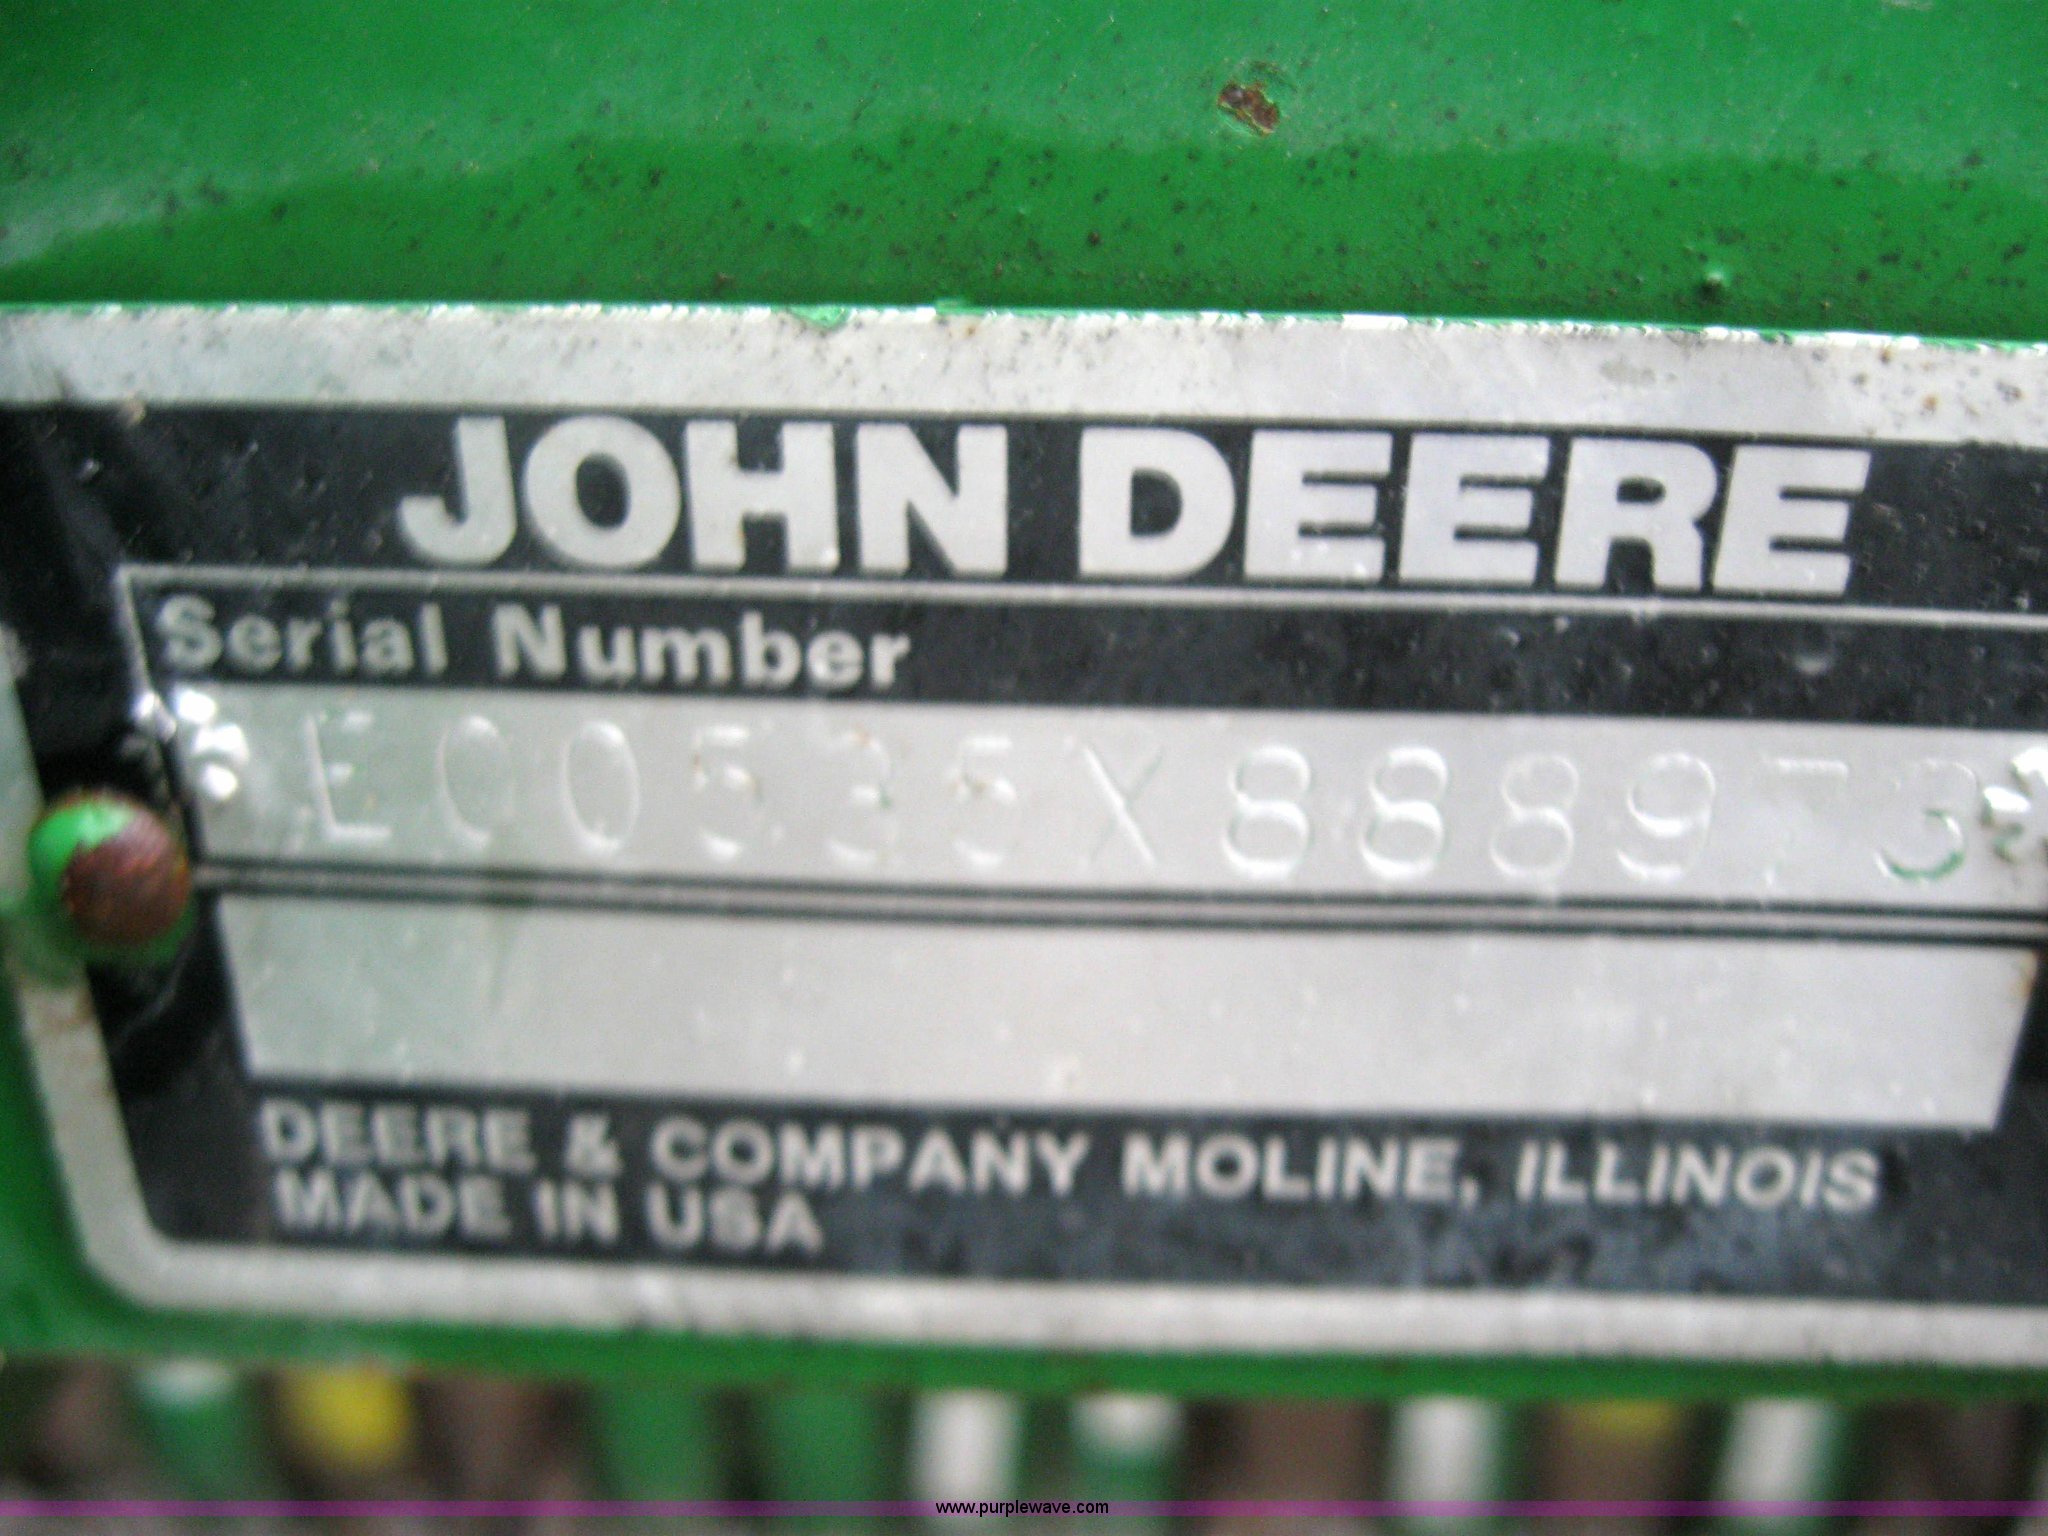 JOHN DEERE
Serial Number
E00535X888973
DEERE & COMPANY MOLINE, ILLINOIS
MADE IN USA
www.purplewave.com